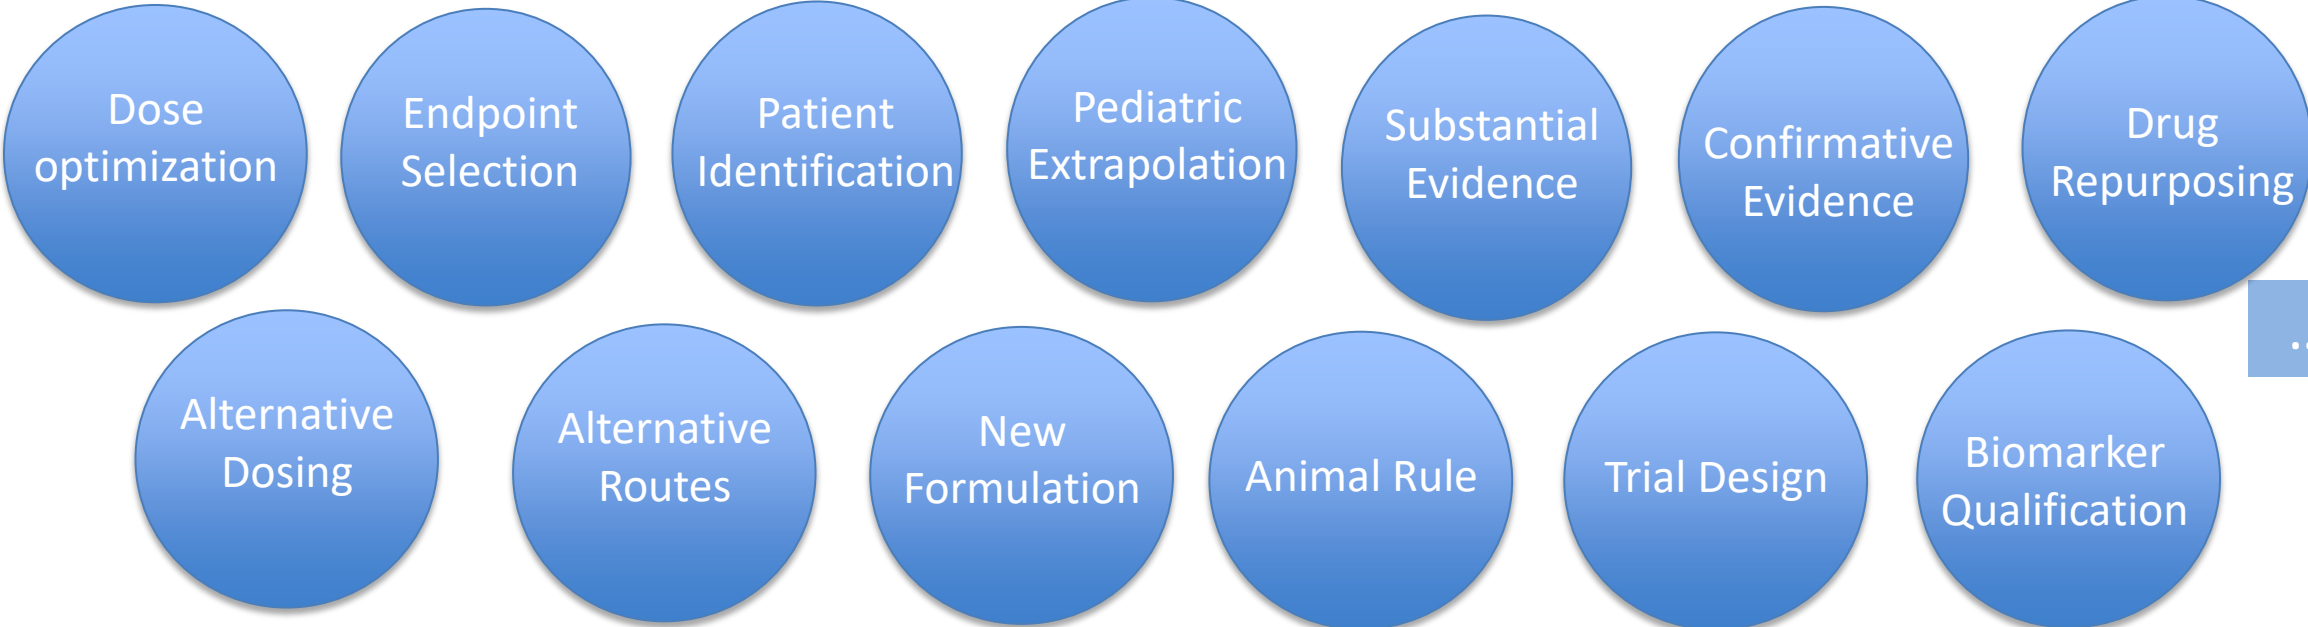 Dose
optimization
Endpoint
Selection
Patient
Identification
Pediatric
Extrapolation
Substantial
Evidence
Confirmative
Evidence
Drug
Repurposing
Alternative
Dosing
Alternative
Routes
New
Formulation
Animal Rule
Trial Design
Biomarker
Qualification
..